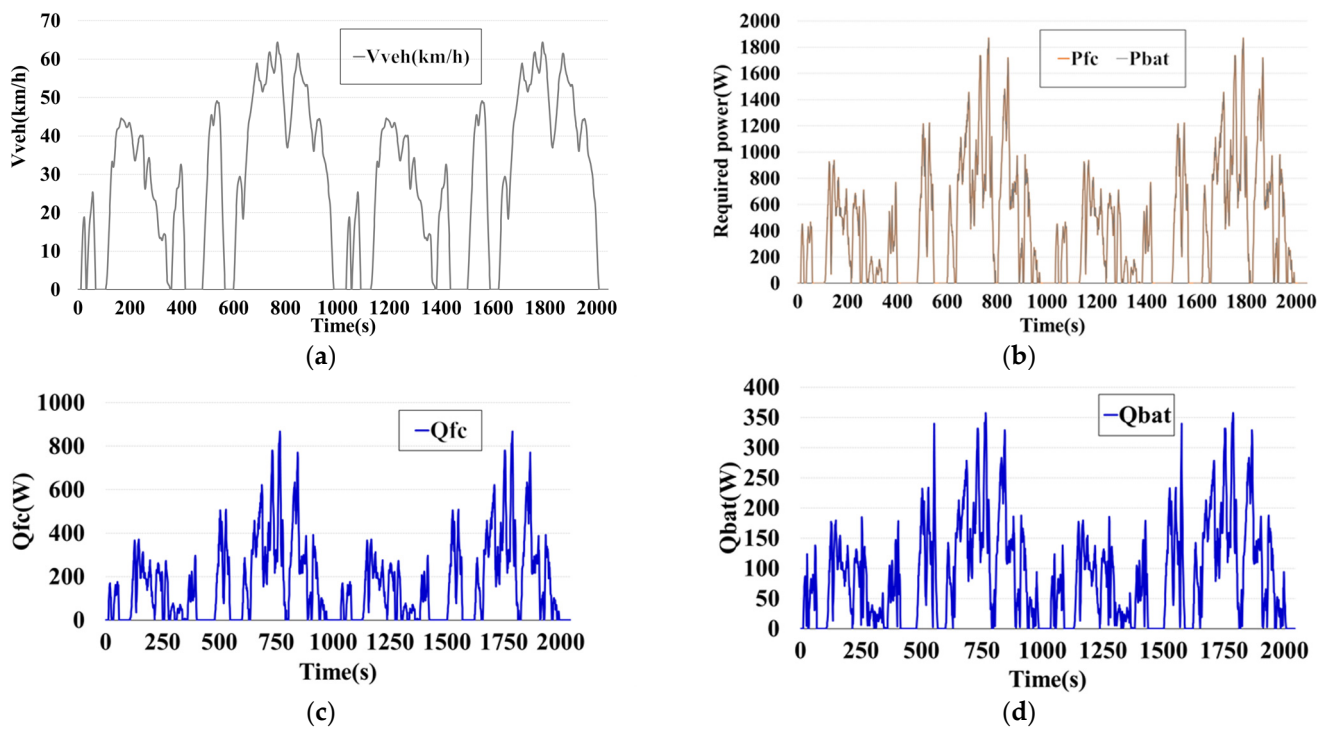 70
60
50
40
30
20
10
0
Vveh(km/h)
Vveh(km/h)
0 200 400 600 800 1000 1200 1400 1600 1800 2000
Time(s)
(a)
2000
1800
1600
1400
1200
1000
800
600
400
200
0
Required power(W)
Pfc Pbat
0 200 400 600 800 1000 1200 1400 1600 1800 2000
Time(s)
(b)
1000
800
600
400
200
0
Qfc(W)
Qfc
0 250 500 750 1000 1250 1500 1750 2000
Time(s)
(c)
400
350
300
250
200
150
100
50
0
Qbat(W)
Qbat
0 250 500 750 1000 1250 1500 1750 2000
Time(s)
(d)